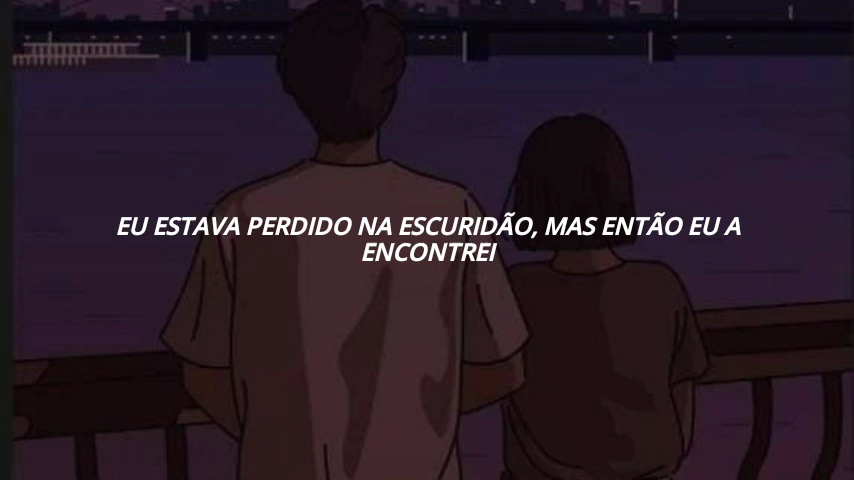 EU ESTAVA PERDIDO NA ESCURIDÃO, MAS ENTÃO EU A
ENCONTREI